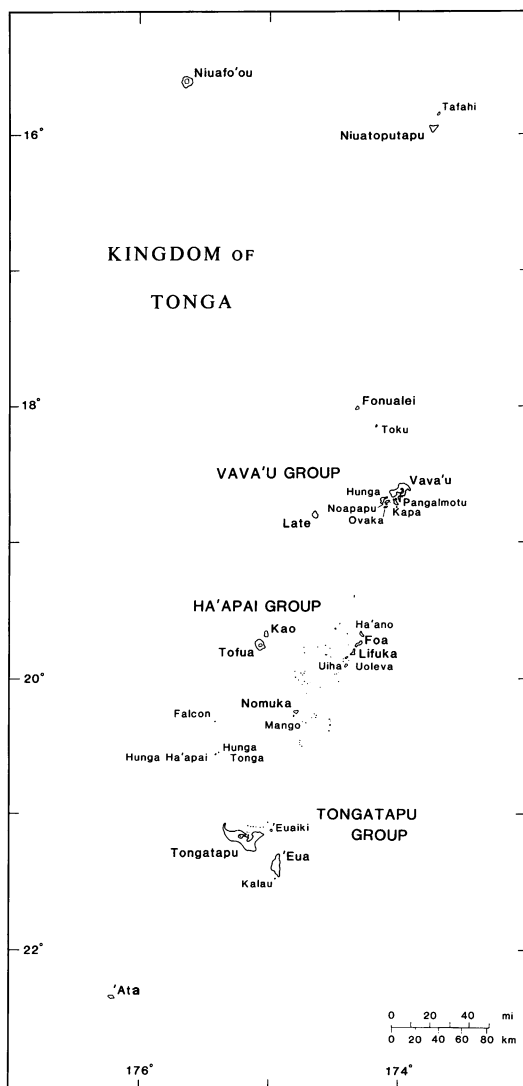 Niuafo'ou
Tafahi
16°
Niuatoputapu
KINGDOM OF
TONGA
18°
Fonualei
Toku
VAVA'U GROUP
Vava'u
Hunga
Pangaimotu
Noapapu
Kapa
Ovaka
Late
HA'APAI GROUP
Kao
Ha'ano
Foa
Tofua
Lifuka
Uiha
Uoleva
20°
Nomuka
Falcon
Mango
Hunga Tonga
Hunga Ha'apai
TONGATAPU
GROUP
'Euaiki
Tongatapu
'Eua
Kalau
22°
'Ata
0 20 40 mi
0 20 40 60 80 km
176°
174°